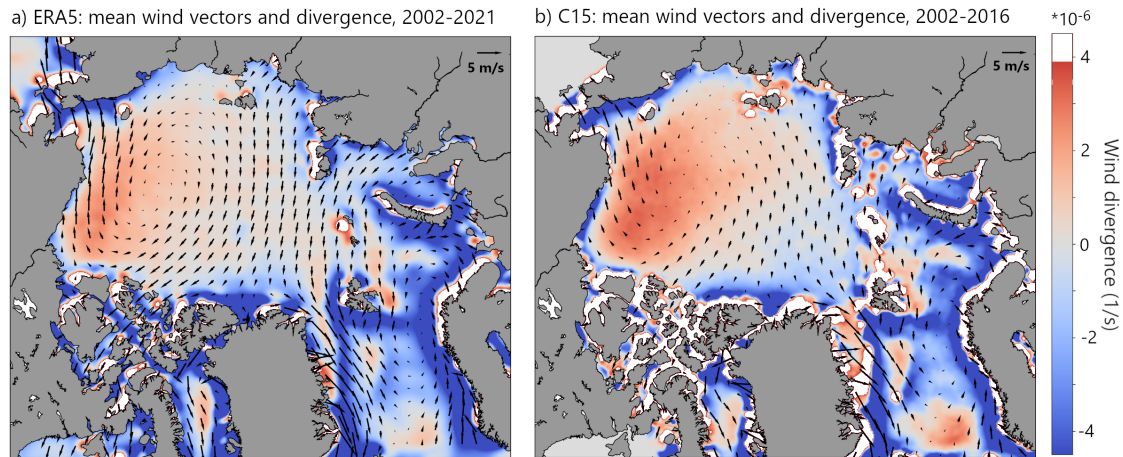 a) ERA5: mean wind vectors and divergence, 2002-2021
b) C15: mean wind vectors and divergence, 2002-2016
*10-6
5 m/s
5 m/s
4
2
0
-2
-4
Wind divergence (1/s)